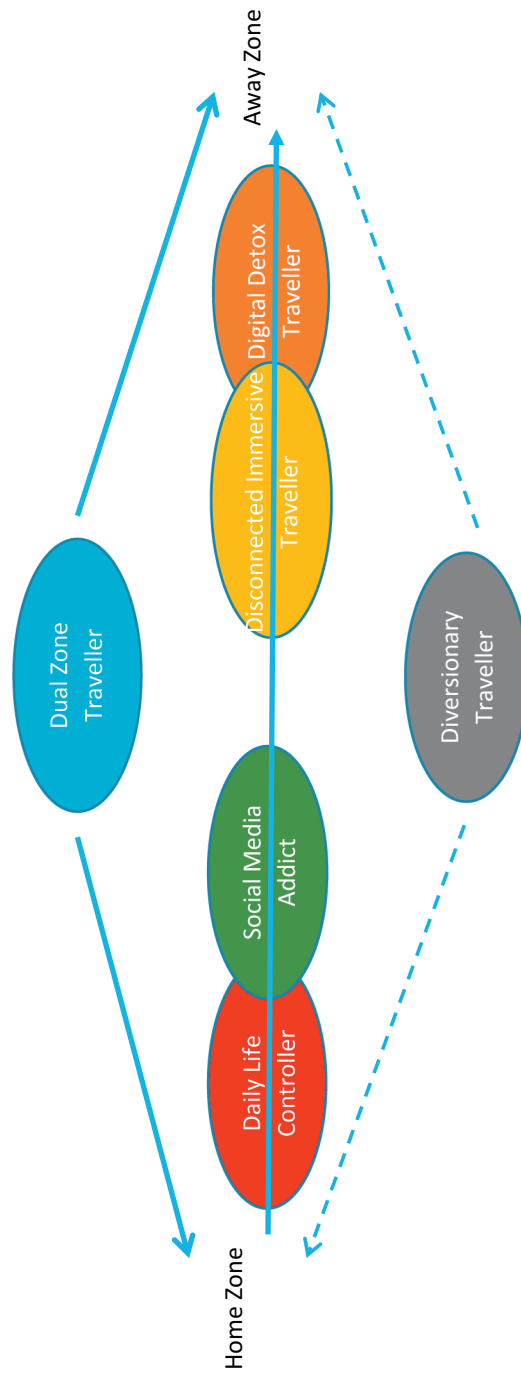 Dual Zone
Traveller
Home Zone
Daily Life
Controller
Social Media
Addict
Disconnected Immersive
Traveller
Digital Detox
Traveller
Away Zone
Diversionary
Traveller